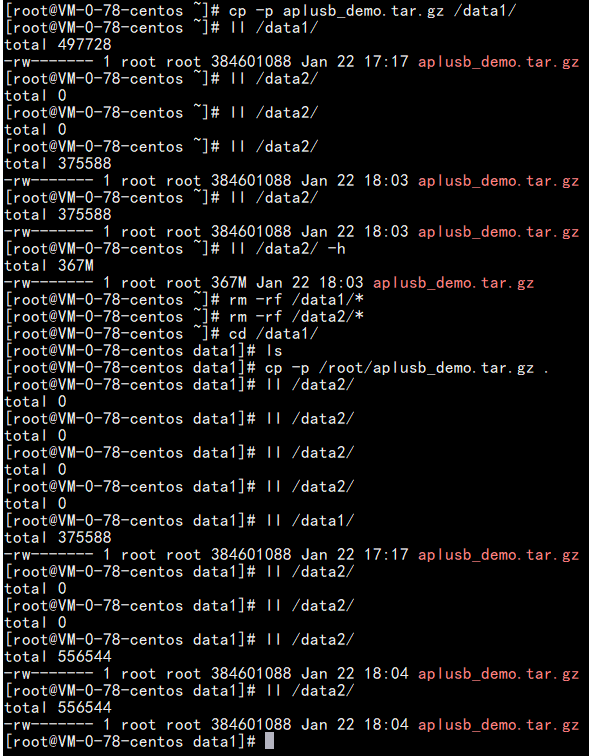 [root@VM-0-78-centos ~]# cp -p aplusb_demo.tar.gz /data1/
[root@VM-0-78-centos ~]# ll /data1/
total 497728
-rw------- 1 root root 384601088 Jan 22 17:17 aplusb_demo.tar.gz
[root@VM-0-78-centos ~]# ll /data2/
total 0
[root@VM-0-78-centos ~]# ll /data2/
total 0
[root@VM-0-78-centos ~]# ll /data2/
total 375588
-rw------- 1 root root 384601088 Jan 22 18:03 aplusb_demo.tar.gz
[root@VM-0-78-centos ~]# ll /data2/
total 375588
-rw------- 1 root root 384601088 Jan 22 18:03 aplusb_demo.tar.gz
[root@VM-0-78-centos ~]# ll /data2/ -h
total 367M
-rw------- 1 root root 367M Jan 22 18:03 aplusb_demo.tar.gz
[root@VM-0-78-centos ~]# rm -rf /data1/*
[root@VM-0-78-centos ~]# rm -rf /data2/*
[root@VM-0-78-centos ~]# cd /data1/
[root@VM-0-78-centos data1]# ls
[root@VM-0-78-centos data1]# cp -p /root/aplusb_demo.tar.gz .
[root@VM-0-78-centos data1]# ll /data2/
total 0
[root@VM-0-78-centos data1]# ll /data2/
total 0
[root@VM-0-78-centos data1]# ll /data2/
total 0
[root@VM-0-78-centos data1]# ll /data2/
total 0
[root@VM-0-78-centos data1]# ll /data1/
total 375588
-rw------- 1 root root 384601088 Jan 22 17:17 aplusb_demo.tar.gz
[root@VM-0-78-centos data1]# ll /data2/
total 0
[root@VM-0-78-centos data1]# ll /data2/
total 0
[root@VM-0-78-centos data1]# ll /data2/
total 556544
-rw------- 1 root root 384601088 Jan 22 18:04 aplusb_demo.tar.gz
[root@VM-0-78-centos data1]# ll /data2/
total 556544
-rw------- 1 root root 384601088 Jan 22 18:04 aplusb_demo.tar.gz
[root@VM-0-78-centos data1]#